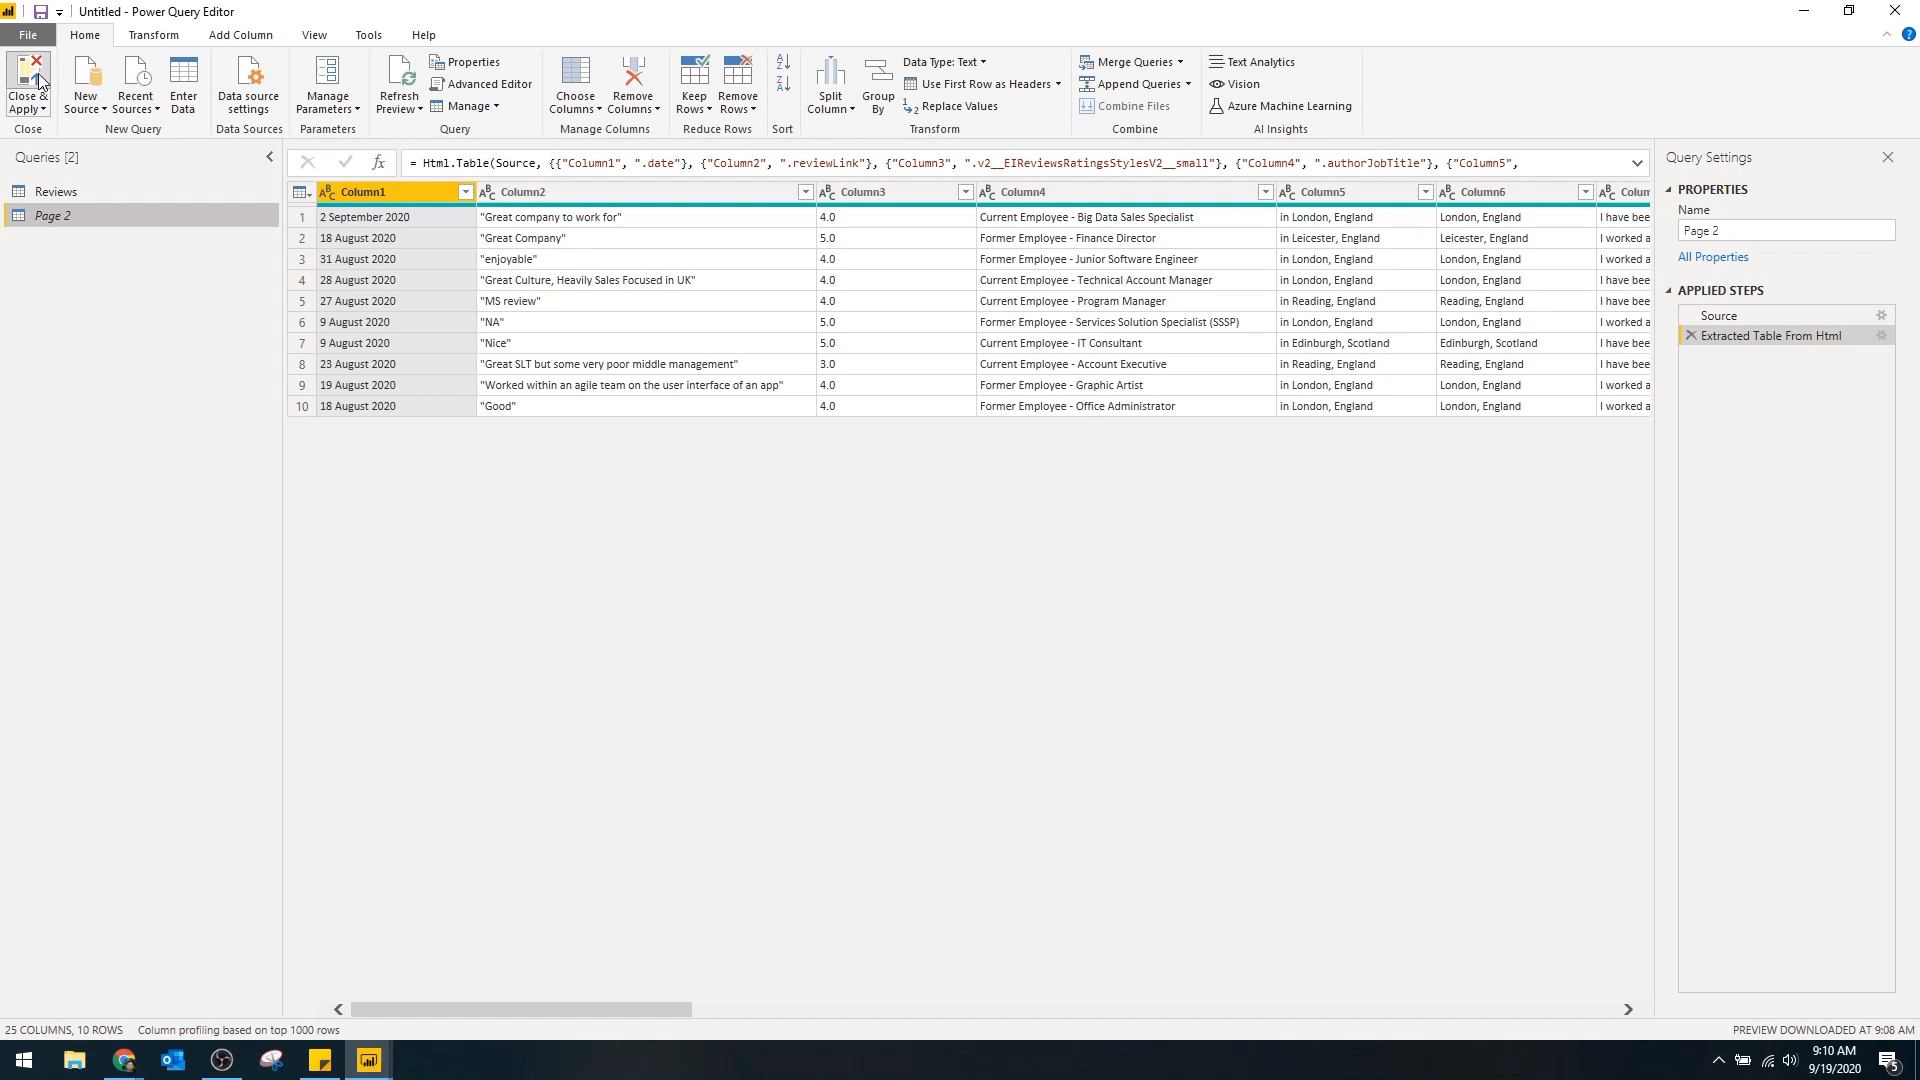 Untitled - Power Query Editor
File Home Transform Add Column View Tools Help
Close & Apply
New Source
Recent Sources
Enter Data
Data source settings
Manage Parameters
Refresh Preview
Properties
Advanced Editor
Manage
Choose Columns
Remove Columns
Keep Rows
Remove Rows
Split Column
Group By
Data Type: Text
Use First Row as Headers
Replace Values
Merge Queries
Append Queries
Combine Files
Text Analytics
Vision
Azure Machine Learning
Close New Query Data Sources Parameters Query Manage Columns Reduce Rows Sort Transform Combine AI Insights
Queries [2]
Reviews
Page 2
fx = Html.Table(Source, {{"Column1", ".date"}, {"Column2", ".reviewLink"}, {"Column3", ".v2__EIReviewsRatingsStylesV2__small"}, {"Column4", ".authorJobTitle"}, {"Column5",
Column1 Column2 Column3 Column4 Column5 Column6 Colum
1 2 September 2020 "Great company to work for" 4.0 Current Employee - Big Data Sales Specialist in London, England London, England I have bee
2 18 August 2020 "Great Company" 5.0 Former Employee - Finance Director in Leicester, England Leicester, England I worked a
3 31 August 2020 "enjoyable" 4.0 Former Employee - Junior Software Engineer in London, England London, England I worked a
4 28 August 2020 "Great Culture, Heavily Sales Focused in UK" 4.0 Current Employee - Technical Account Manager in London, England London, England I have bee
5 27 August 2020 "MS review" 4.0 Current Employee - Program Manager in Reading, England Reading, England I have bee
6 9 August 2020 "NA" 5.0 Former Employee - Services Solution Specialist (SSSP) in London, England London, England I worked a
7 9 August 2020 "Nice" 5.0 Current Employee - IT Consultant in Edinburgh, Scotland Edinburgh, Scotland I have bee
8 23 August 2020 "Great SLT but some very poor middle management" 3.0 Current Employee - Account Executive in Reading, England Reading, England I have bee
9 19 August 2020 "Worked within an agile team on the user interface of an app" 4.0 Former Employee - Graphic Artist in London, England London, England I worked a
10 18 August 2020 "Good" 4.0 Former Employee - Office Administrator in London, England London, England I worked a
Query Settings
PROPERTIES
Name
Page 2
All Properties
APPLIED STEPS
Source
Extracted Table From Html
25 COLUMNS, 10 ROWS Column profiling based on top 1000 rows
PREVIEW DOWNLOADED AT 9:08 AM
9:10 AM
9/19/2020
5